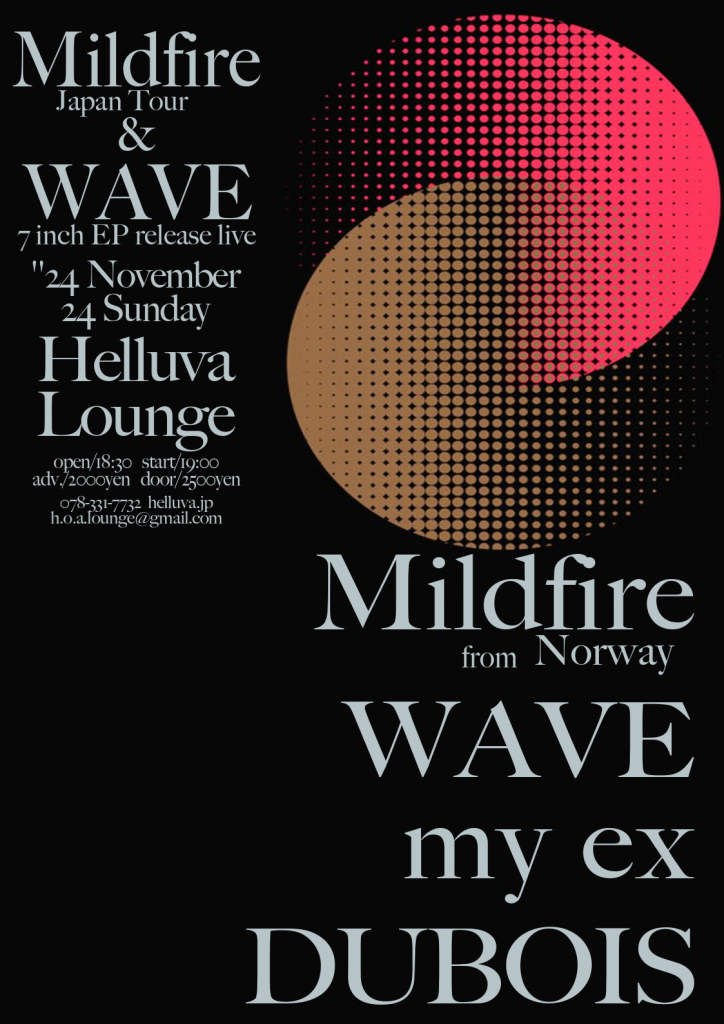 Mildfire
Japan Tour
&
WAVE
7 inch EP release live
"24 November
24 Sunday
Helluva
Lounge
open/18:30 start/19:00
adv./2000yen door/2500yen
078-331-7732 helluva.jp
h.o.a.lounge@gmail.com
Mildfire
from Norway
WAVE
my ex
DUBOIS